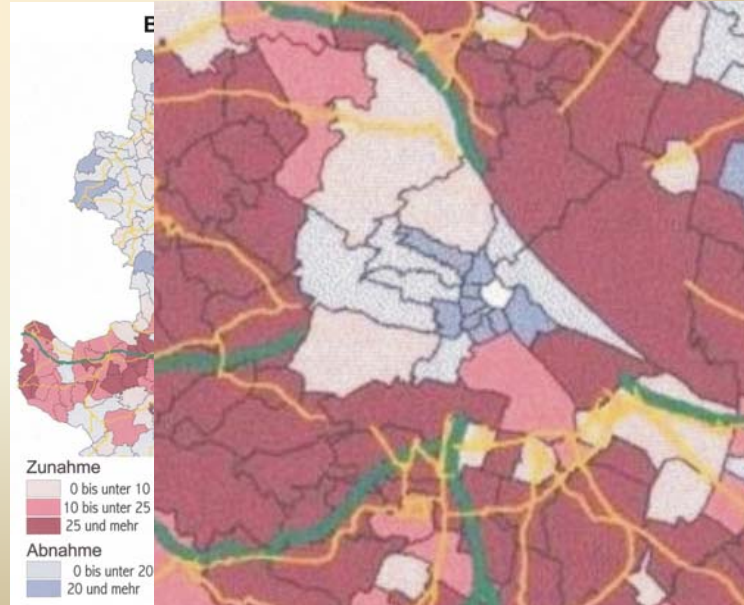 B
Zunahme
0 bis unter 10
10 bis unter 25
25 und mehr
Abnahme
0 bis unter 20
20 und mehr